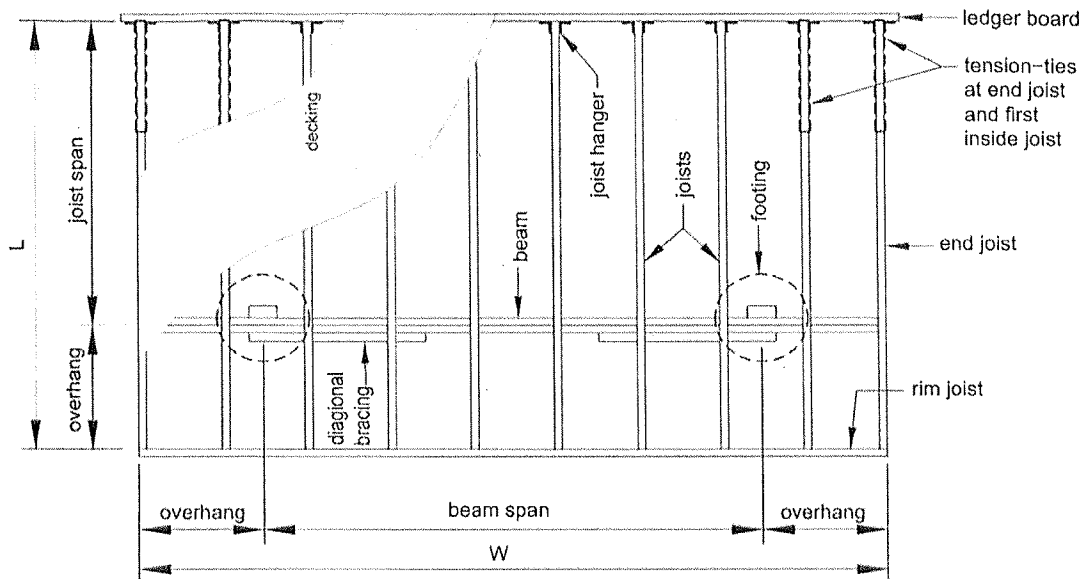 ledger board
tension-ties
at end joist
and first
inside joist
decking
joist hanger
joists
footing
joist span
L
beam
end joist
overhang
diagional
bracing
rim joist
overhang
beam span
overhang
W